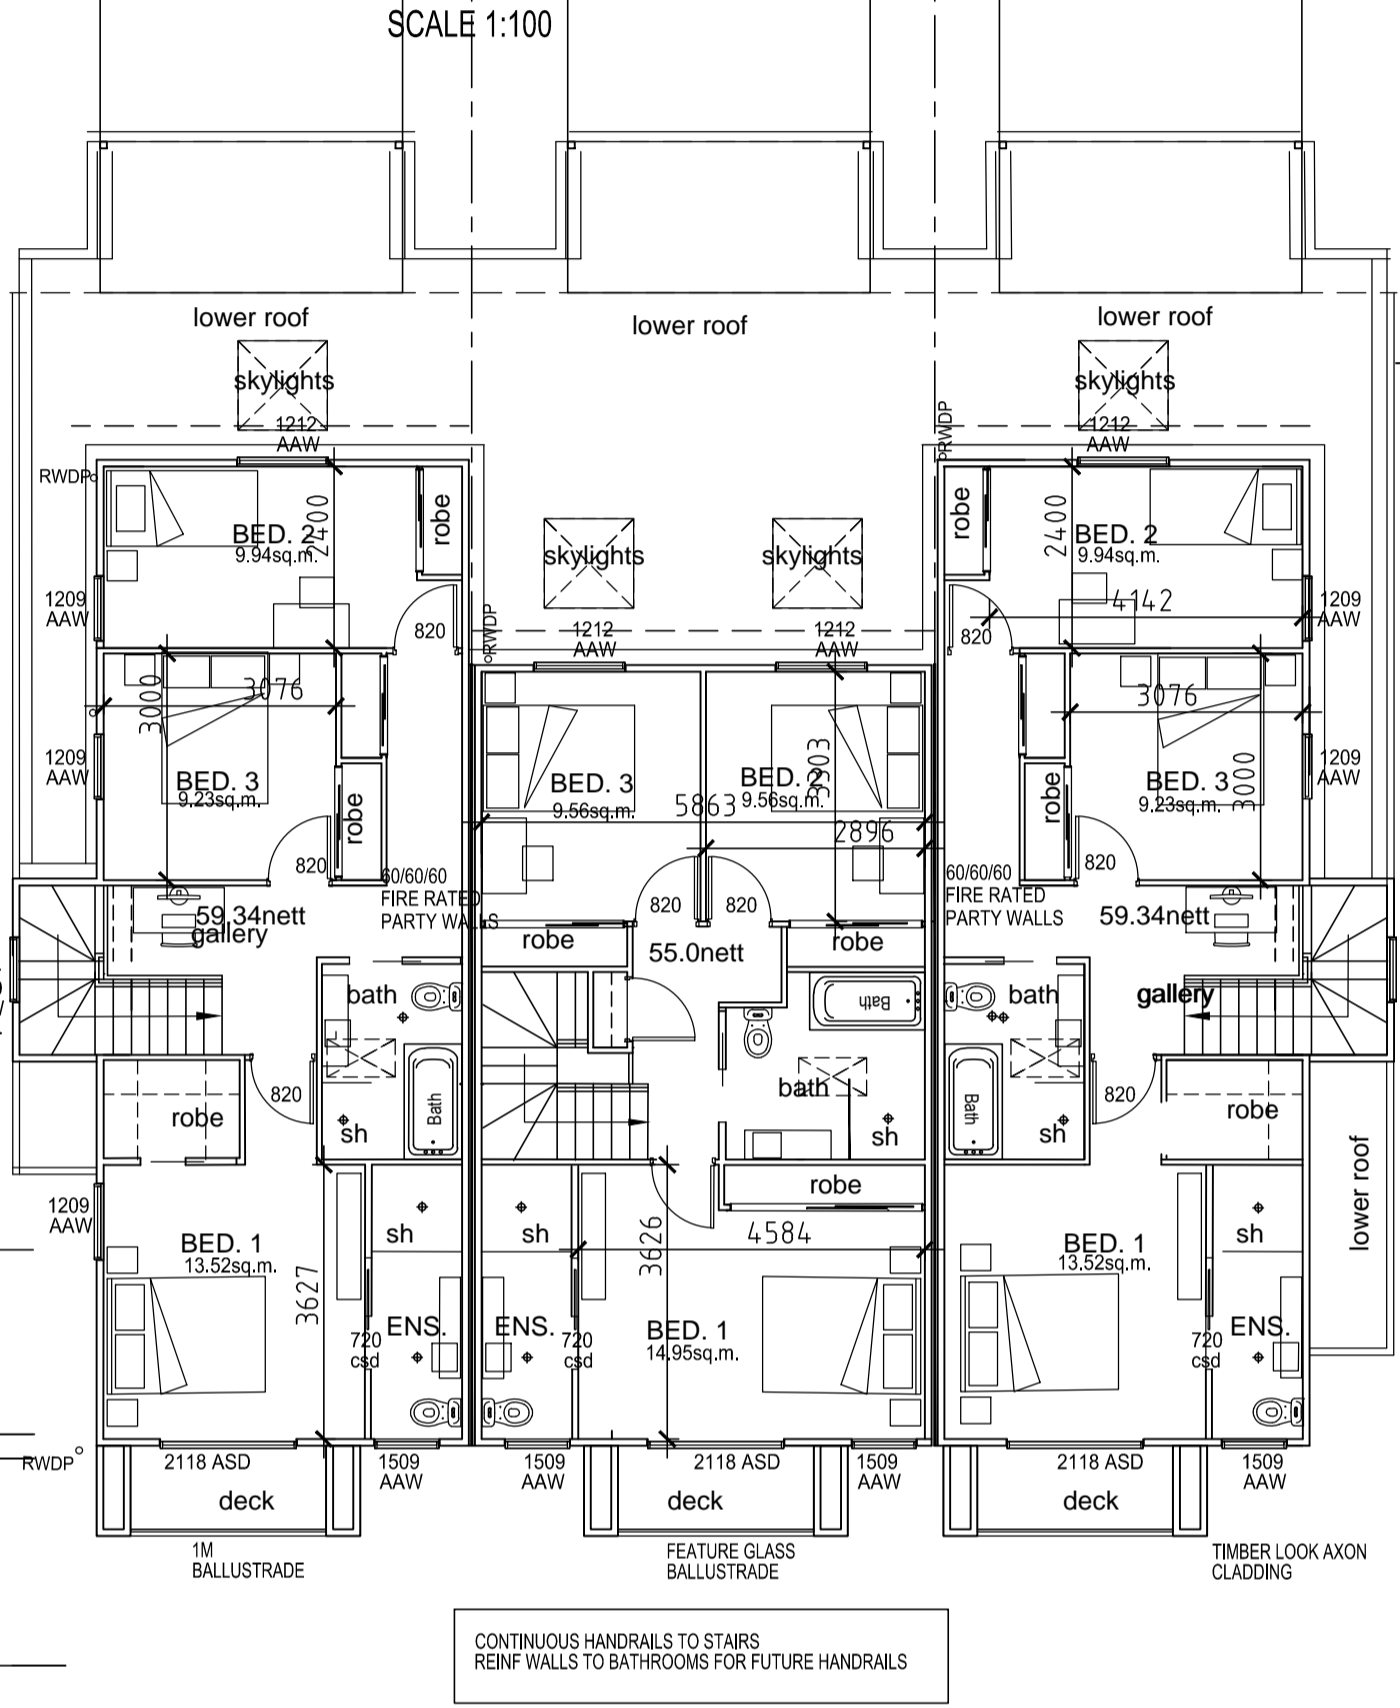 SCALE 1:100
lower roof
lower roof
lower roof
skylights
skylights
1212
AAW
1212
AAW
RWDP
RWDP
robe
robe
2400
2400
BED. 2
9.94sq.m.
BED. 2
9.94sq.m.
skylights
skylights
1209
AAW
4142
1209
AAW
820
820
RWDP
1212
AAW
1212
AAW
3000
3076
3076
3000
1209
AAW
1209
AAW
BED. 3
9.23sq.m.
BED. 3
9.56sq.m.
BED. 2
9.56sq.m.
3303
BED. 3
9.23sq.m.
robe
5863
2896
robe
820
820
60/60/60
FIRE RATED
PARTY WALLS
60/60/60
FIRE RATED
PARTY WALLS
820
820
59.34nett
gallery
59.34nett
gallery
robe
robe
55.0nett
bath
Bath
bath
820
820
robe
sh
Bath
bath
sh
Bath
sh
robe
lower roof
robe
1209
AAW
sh
sh
sh
BED. 1
13.52sq.m.
3627
3626
4584
BED. 1
13.52sq.m.
ENS.
ENS.
ENS.
720
csd
720
csd
720
csd
BED. 1
14.95sq.m.
RWDP
2118 ASD
1509
AAW
1509
AAW
2118 ASD
1509
AAW
2118 ASD
1509
AAW
deck
deck
deck
1M
BALLUSTRADE
FEATURE GLASS
BALLUSTRADE
TIMBER LOOK AXON
CLADDING
CONTINUOUS HANDRAILS TO STAIRS
REINF WALLS TO BATHROOMS FOR FUTURE HANDRAILS